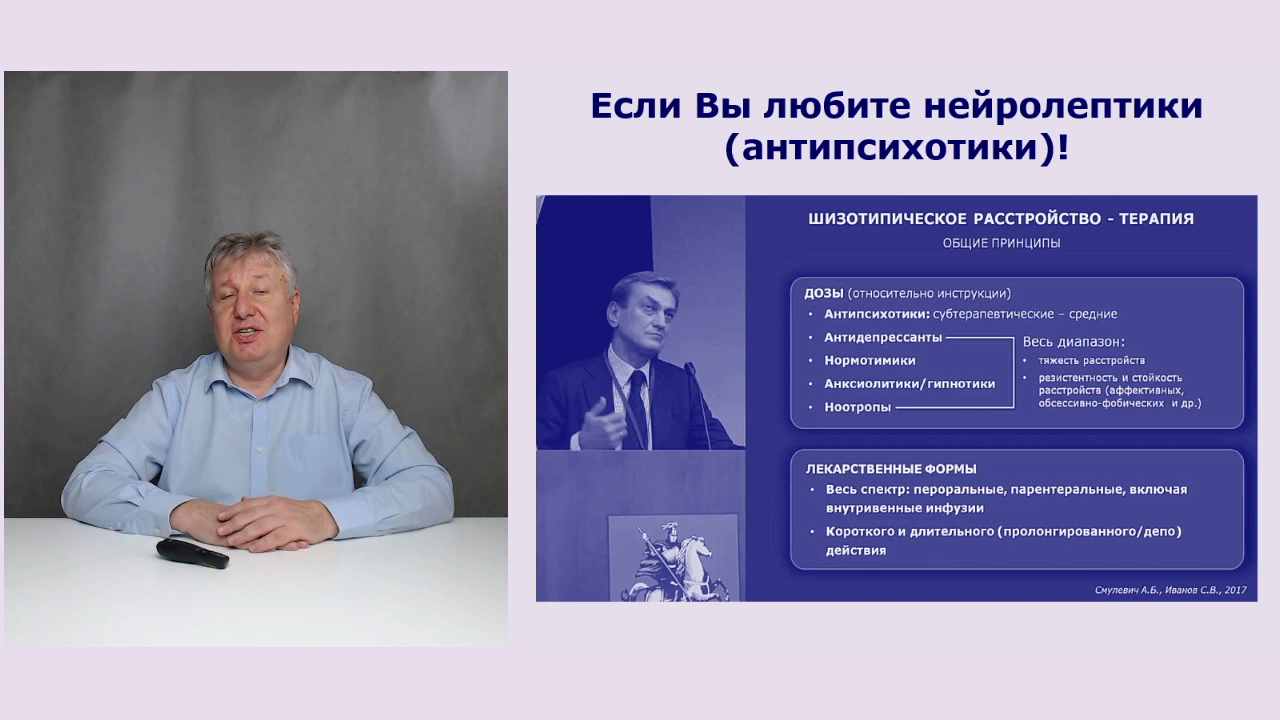 Если Вы любите нейролептики
(антипсихотики)!
ШИЗОТИПИЧЕСКОЕ РАССТРОЙСТВО - ТЕРАПИЯ
ОБЩИЕ ПРИНЦИПЫ
ДОЗЫ (относительно инструкции)
• Антипсихотики: субтерапевтические – средние
• Антидепрессанты
• Нормотимики
• Анксиолитики/гипнотики
• Ноотропы
Весь диапазон:
• тяжесть расстройств
• резистентность и стойкость
расстройств (аффективных,
обсессивно-фобических и др.)
ЛЕКАРСТВЕННЫЕ ФОРМЫ
• Весь спектр: пероральные, парентеральные, включая
внутривенные инфузии
• Короткого и длительного (пролонгированного/депо)
действия
Смулевич А.Б., Иванов С.В., 2017